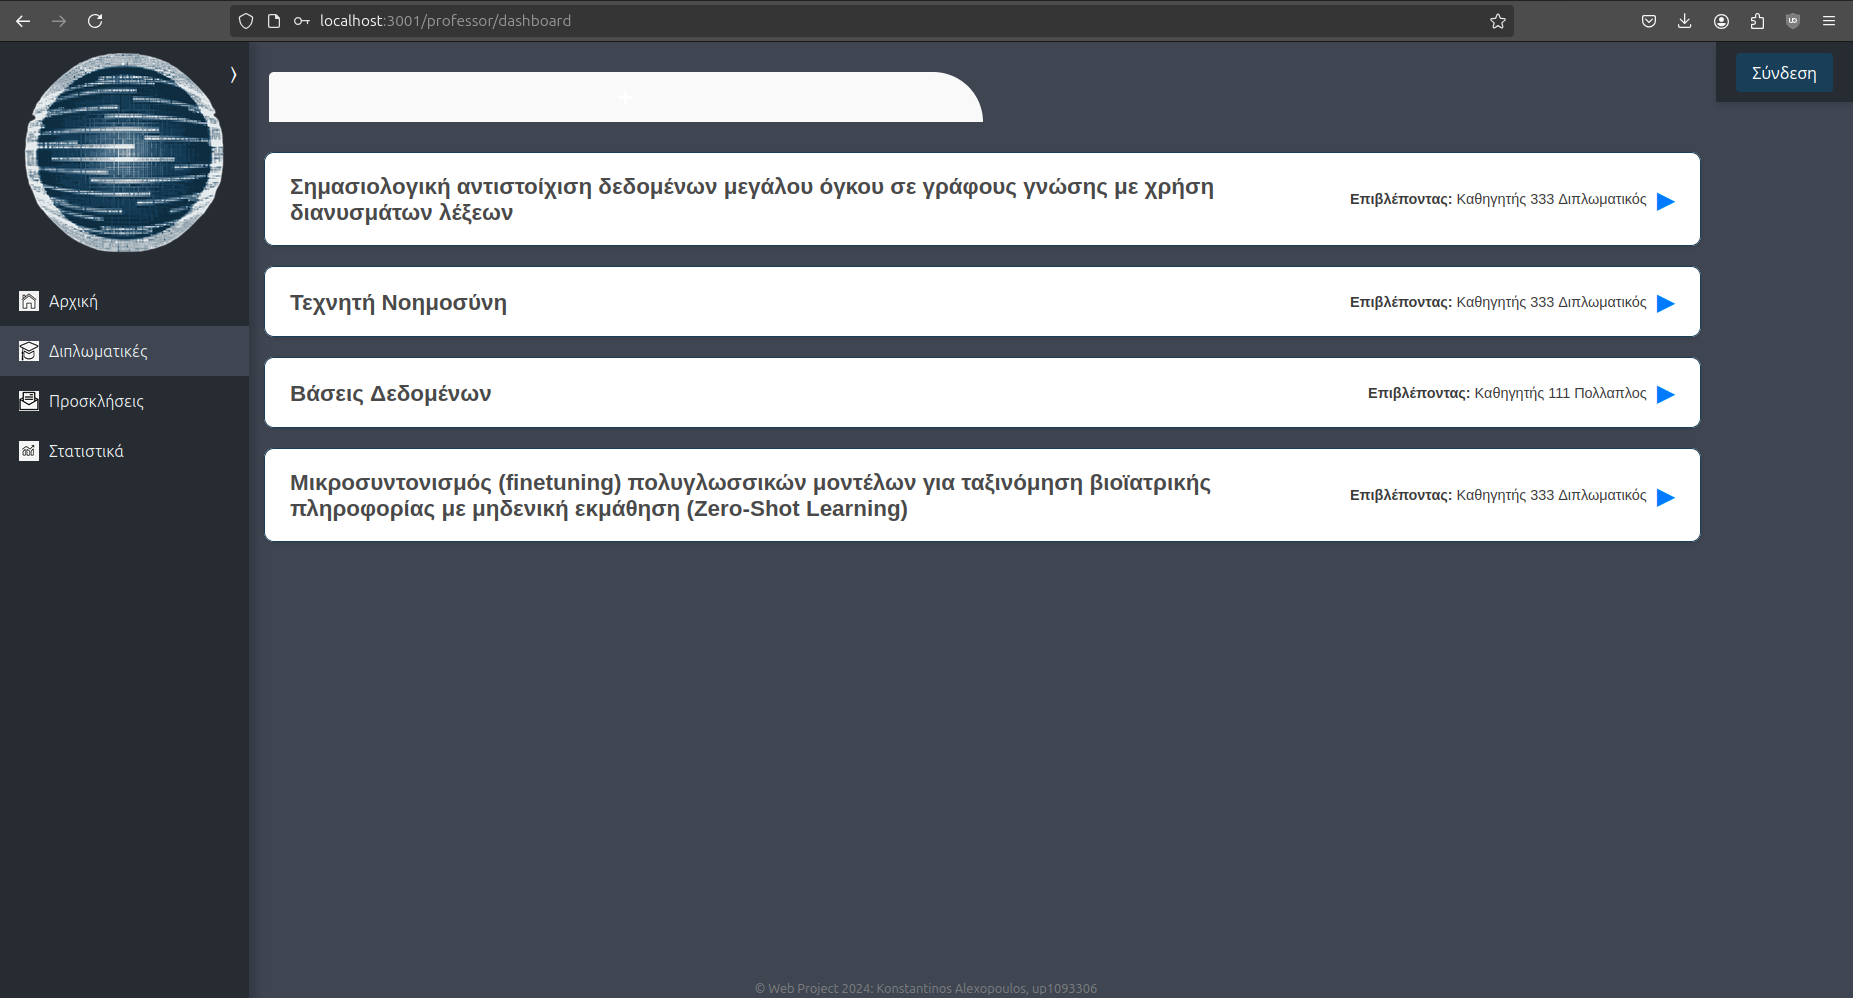 localhost:3001/professor/dashboard
Σύνδεση
+
Αρχική
Διπλωματικές
Προσκλήσεις
Στατιστικά
Σημασιολογική αντιστοίχιση δεδομένων μεγάλου όγκου σε γράφους γνώσης με χρήση
διανυσμάτων λέξεων
Επιβλέποντας: Καθηγητής 333 Διπλωματικός
Τεχνητή Νοημοσύνη
Επιβλέποντας: Καθηγητής 333 Διπλωματικός
Βάσεις Δεδομένων
Επιβλέποντας: Καθηγητής 111 Πολλαπλος
Μικροσυντονισμός (finetuning) πολυγλωσσικών μοντέλων για ταξινόμηση βιοϊατρικής
πληροφορίας με μηδενική εκμάθηση (Zero-Shot Learning)
Επιβλέποντας: Καθηγητής 333 Διπλωματικός
© Web Project 2024: Konstantinos Alexopoulos, up1093306